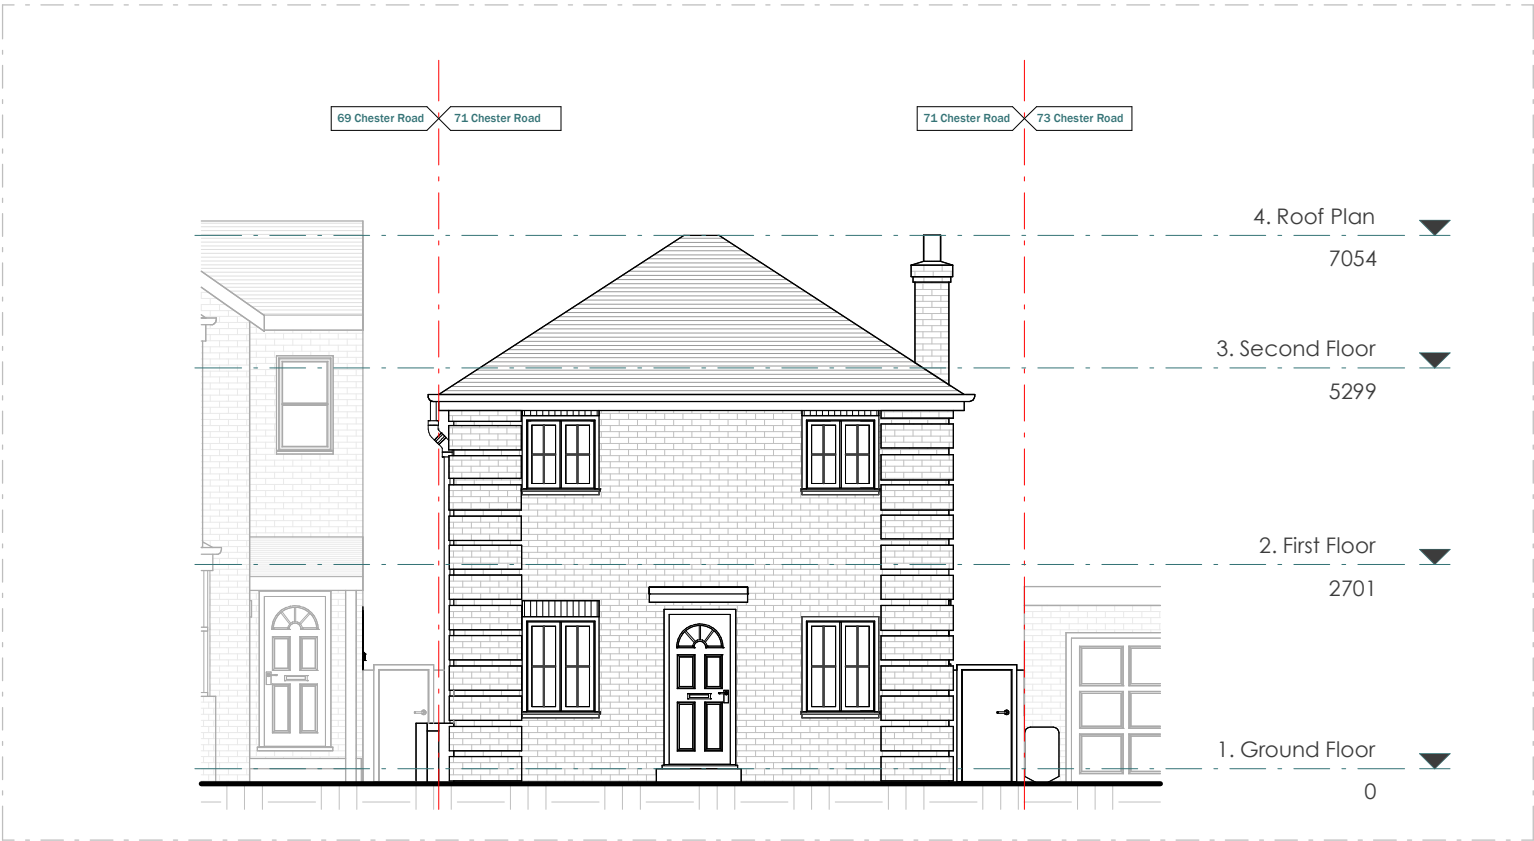 69 Chester Road
71 Chester Road
71 Chester Road
73 Chester Road
4. Roof Plan
7054
3. Second Floor
5299
2. First Floor
2701
1. Ground Floor
0